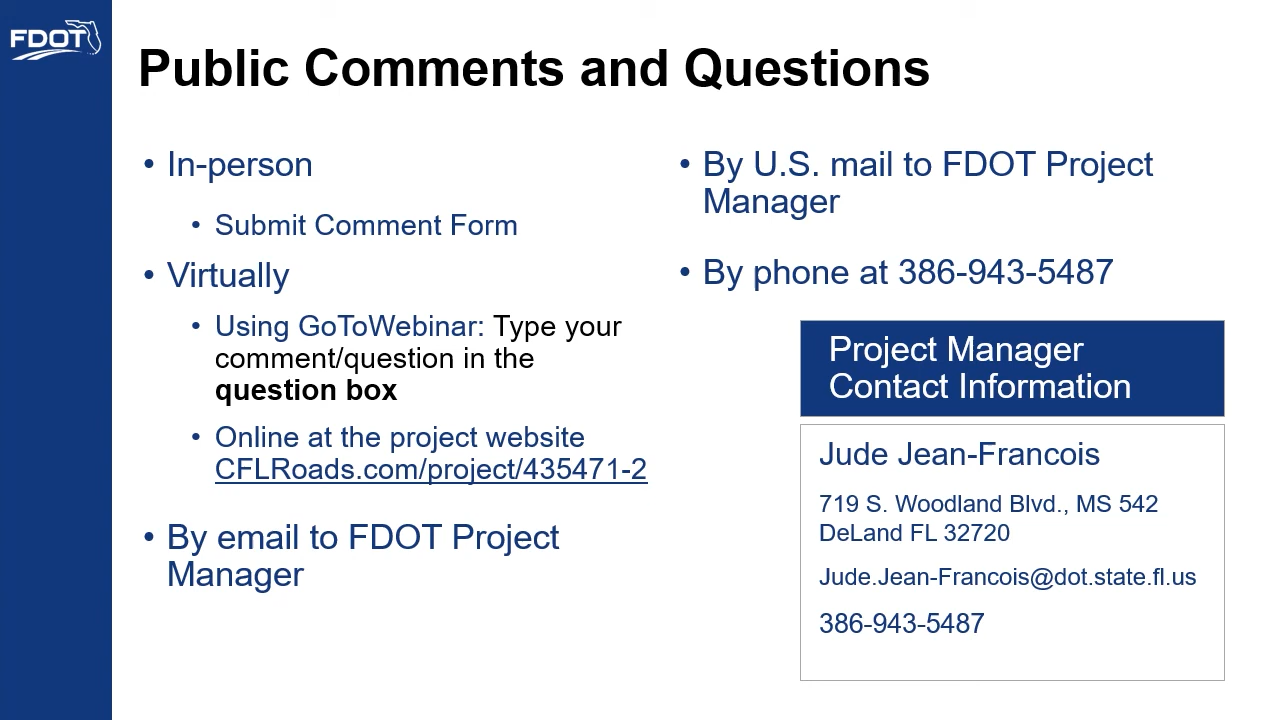 FDOT
Public Comments and Questions
• In-person
• Submit Comment Form
• Virtually
• Using GoToWebinar: Type your
comment/question in the
question box
• Online at the project website
CFLRoads.com/project/435471-2
• By email to FDOT Project
Manager
• By U.S. mail to FDOT Project
Manager
• By phone at 386-943-5487
Project Manager
Contact Information
Jude Jean-Francois
719 S. Woodland Blvd., MS 542
DeLand FL 32720
Jude.Jean-Francois@dot.state.fl.us
386-943-5487